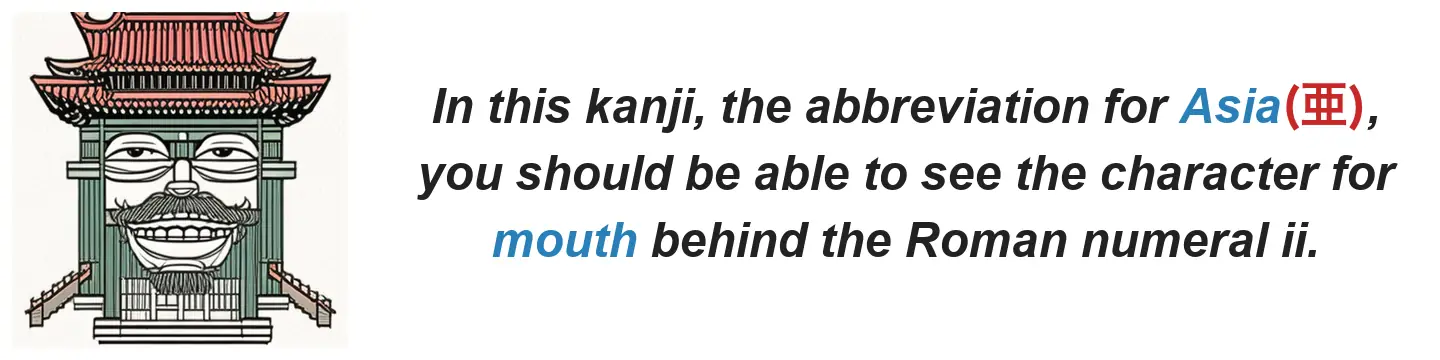 In this kanji, the abbreviation for Asia(亜),
you should be able to see the character for
mouth behind the Roman numeral ii.